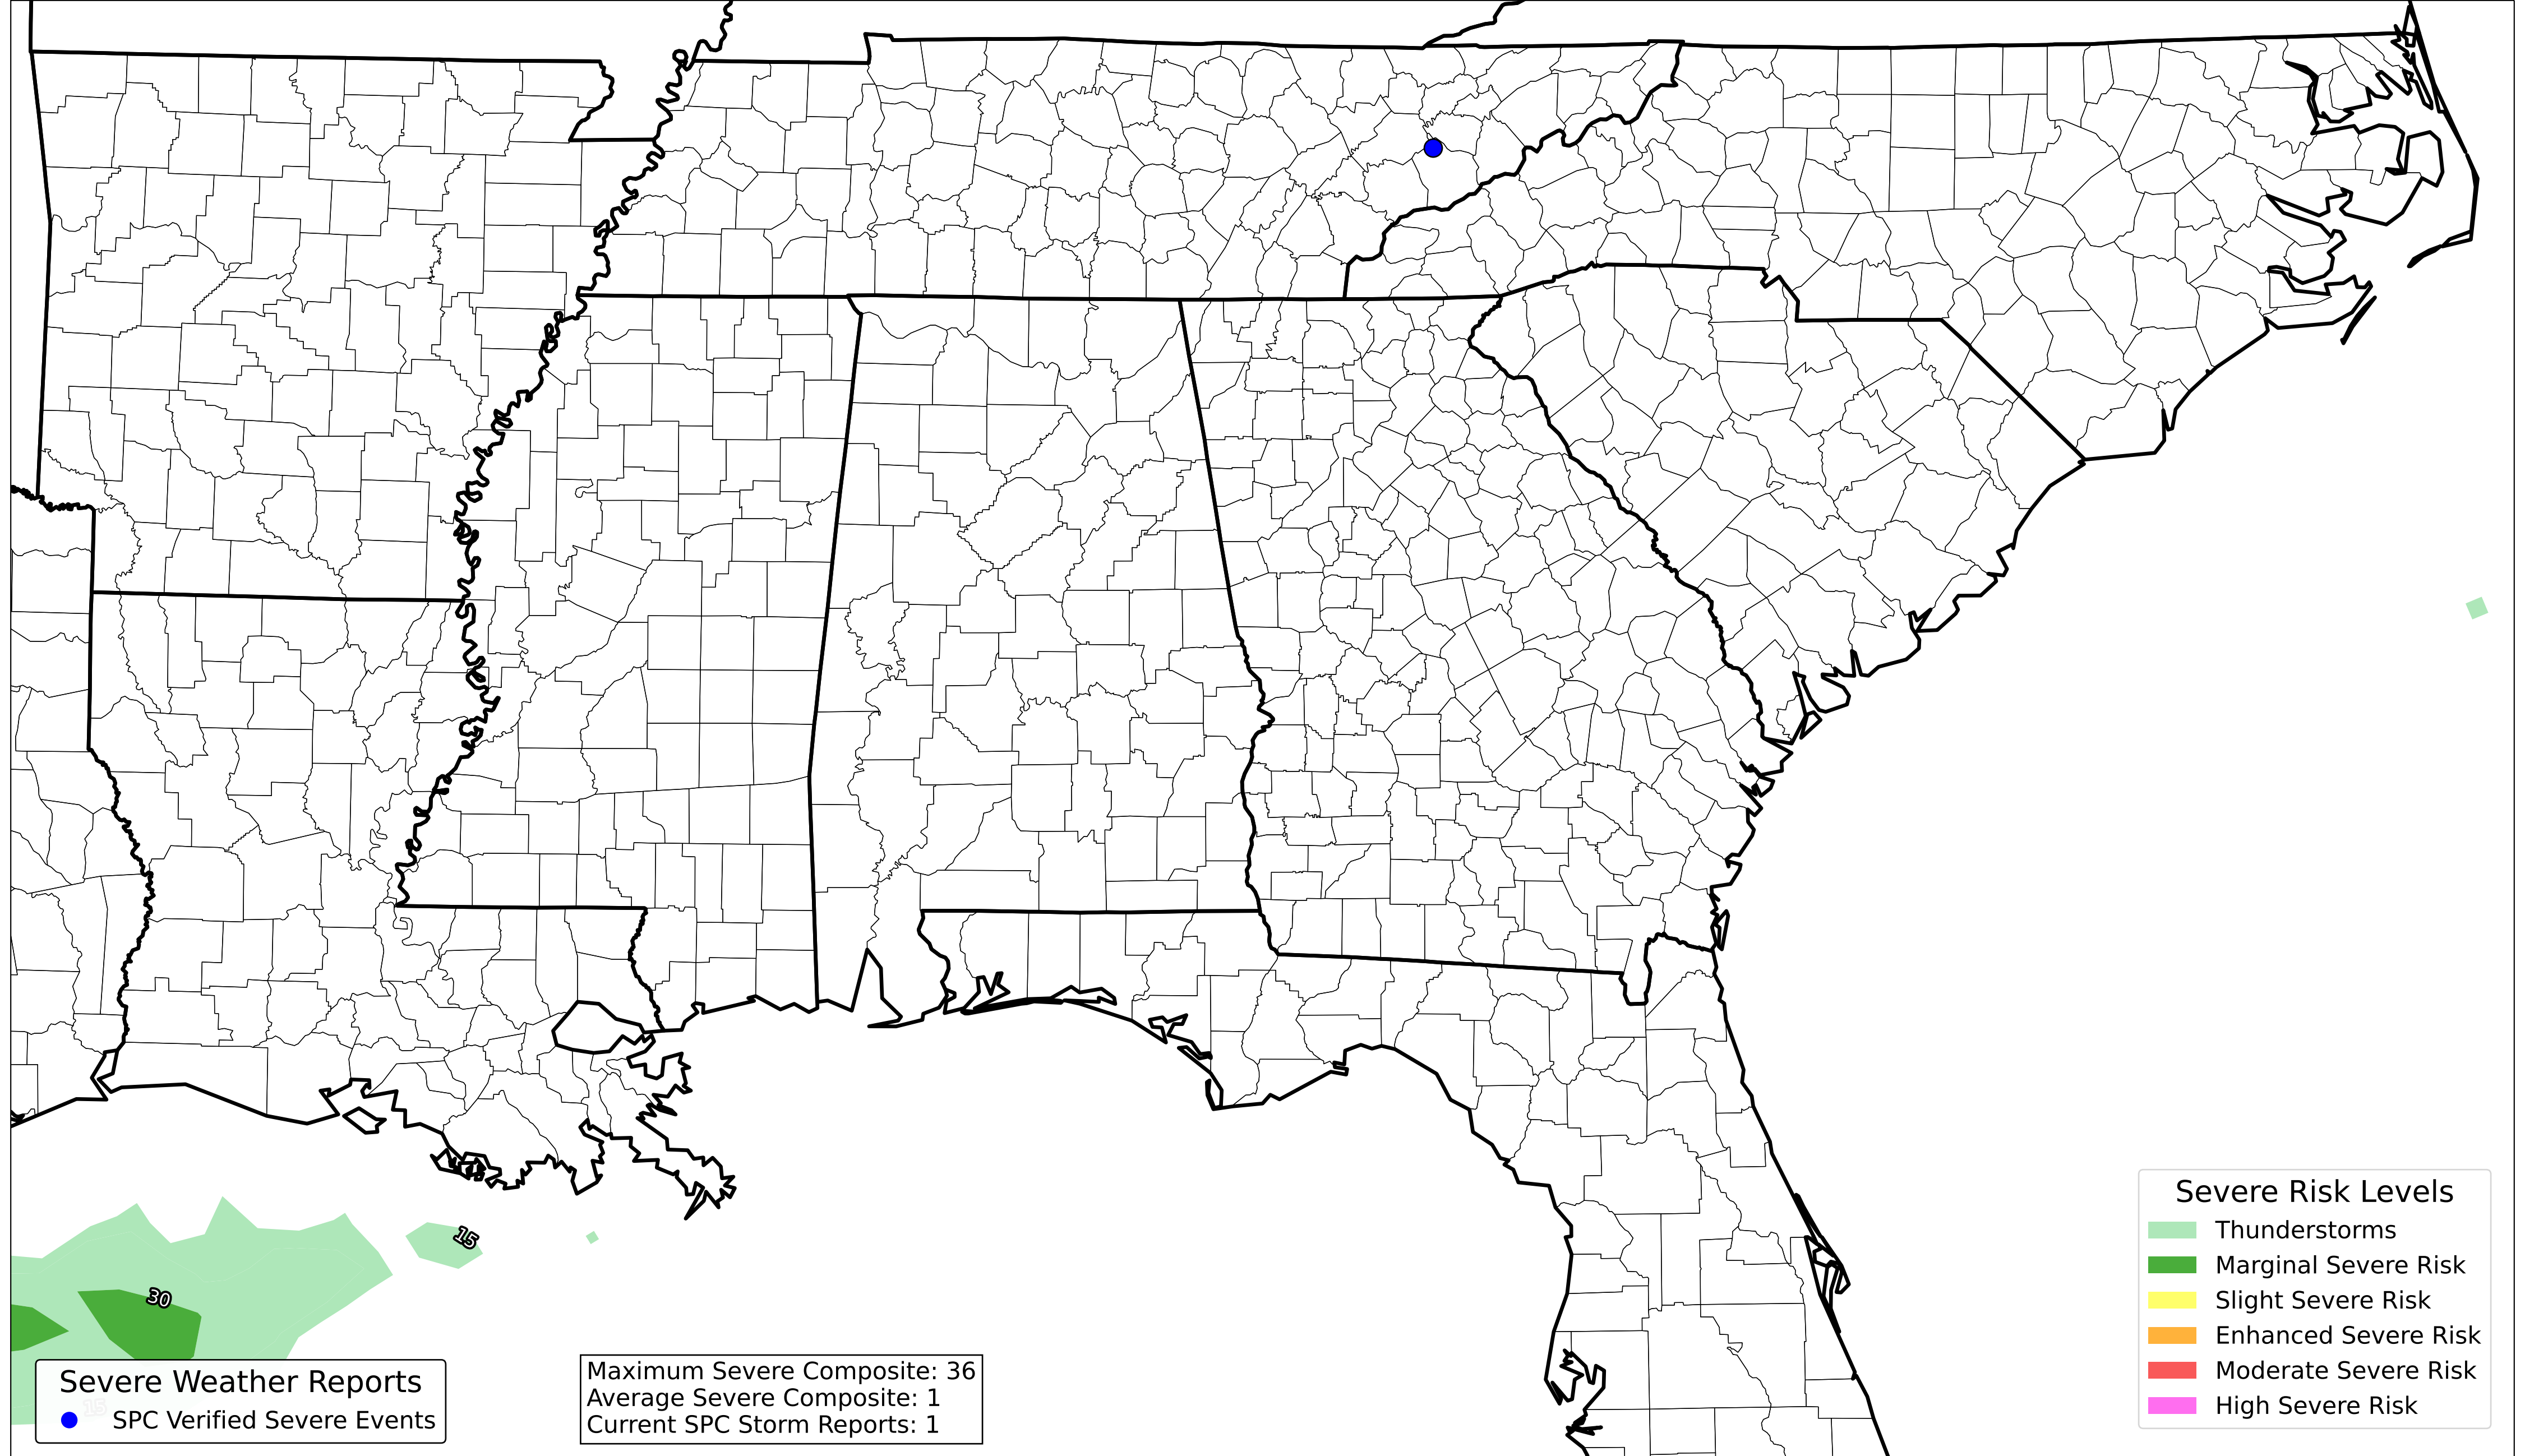 15
30
15
Severe Weather Reports
SPC Verified Severe Events
Maximum Severe Composite: 36
Average Severe Composite: 1
Current SPC Storm Reports: 1
Severe Risk Levels
Thunderstorms
Marginal Severe Risk
Slight Severe Risk
Enhanced Severe Risk
Moderate Severe Risk
High Severe Risk